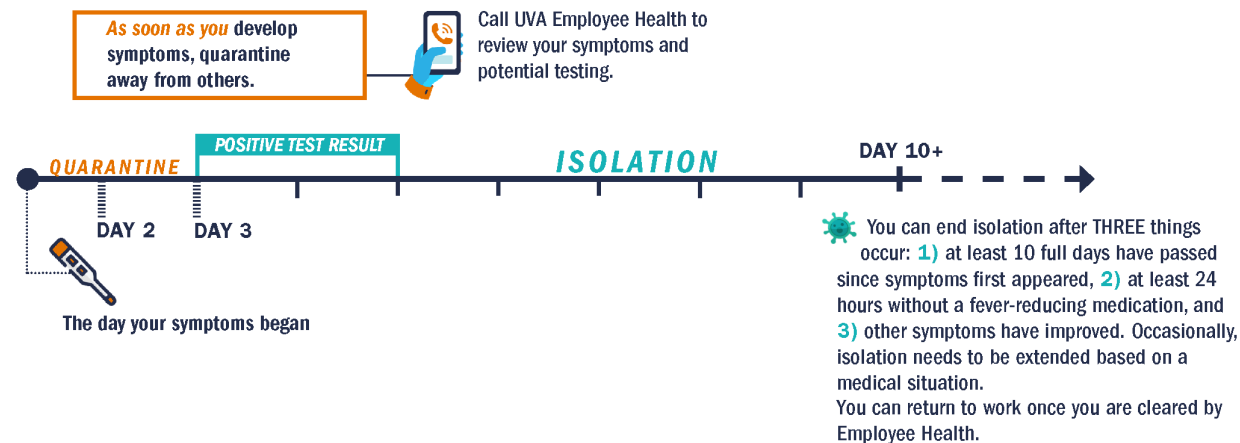 As soon as you develop
symptoms, quarantine
away from others.
Call UVA Employee Health to
review your symptoms and
potential testing.
QUARANTINE
POSITIVE TEST RESULT
ISOLATION
DAY 10+
DAY 2
DAY 3
The day your symptoms began
You can end isolation after THREE things
occur: 1) at least 10 full days have passed
since symptoms first appeared, 2) at least 24
hours without a fever-reducing medication, and
3) other symptoms have improved. Occasionally,
isolation needs to be extended based on a
medical situation.
You can return to work once you are cleared by
Employee Health.